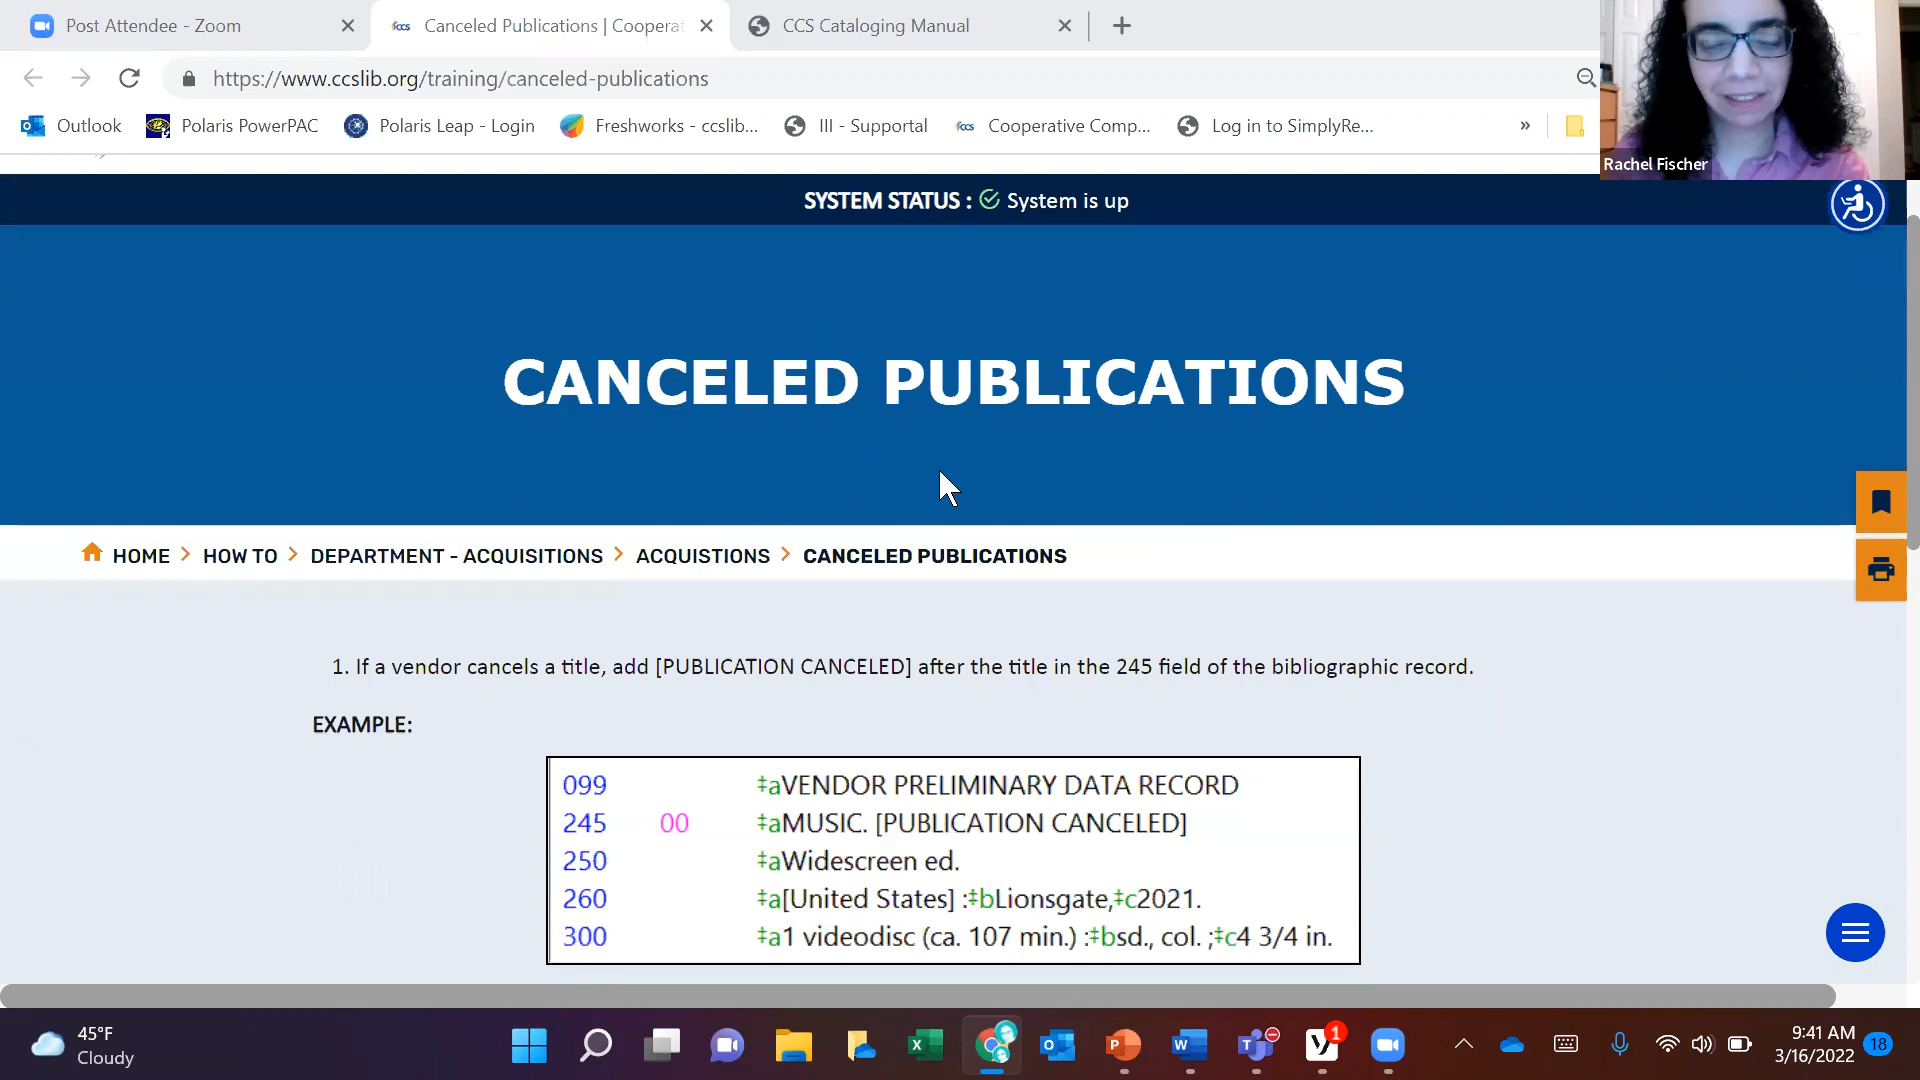 Post Attendee - Zoom
ccs
Canceled Publications | Coopera
CCS Cataloging Manual
https://www.ccslib.org/training/canceled-publications
Outlook
Polaris PowerPAC
Polaris Leap - Login
Freshworks - ccslib...
III - Supportal
ccs
Cooperative Comp...
Log in to SimplyRe...
»
Rachel Fischer
SYSTEM STATUS : System is up
CANCELED PUBLICATIONS
HOME > HOW TO > DEPARTMENT - ACQUISITIONS > ACQUISTIONS > CANCELED PUBLICATIONS
1. If a vendor cancels a title, add [PUBLICATION CANCELED] after the title in the 245 field of the bibliographic record.
EXAMPLE:
099 ‡aVENDOR PRELIMINARY DATA RECORD
245 00 ‡aMUSIC. [PUBLICATION CANCELED]
250 ‡aWidescreen ed.
260 ‡a[United States] :‡bLionsgate,‡c2021.
300 ‡a1 videodisc (ca. 107 min.) :‡bsd., col. ;‡c4 3/4 in.
45°F
Cloudy
1
9:41 AM
3/16/2022
18